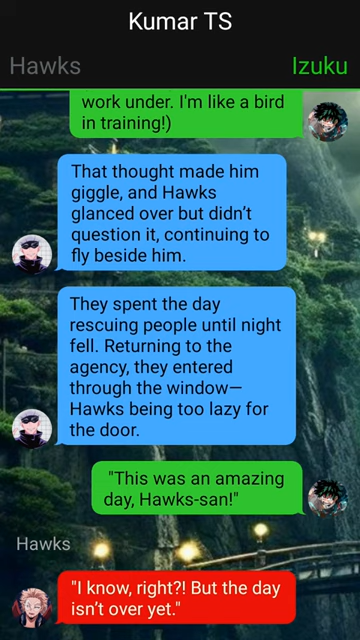 Kumar TS
Hawks
Izuku
work under. I'm like a bird
in training!)
That thought made him
giggle, and Hawks
glanced over but didn’t
question it, continuing to
fly beside him.
They spent the day
rescuing people until night
fell. Returning to the
agency, they entered
through the window—
Hawks being too lazy for
the door.
"This was an amazing
day, Hawks-san!"
Hawks
"I know, right?! But the day
isn’t over yet."